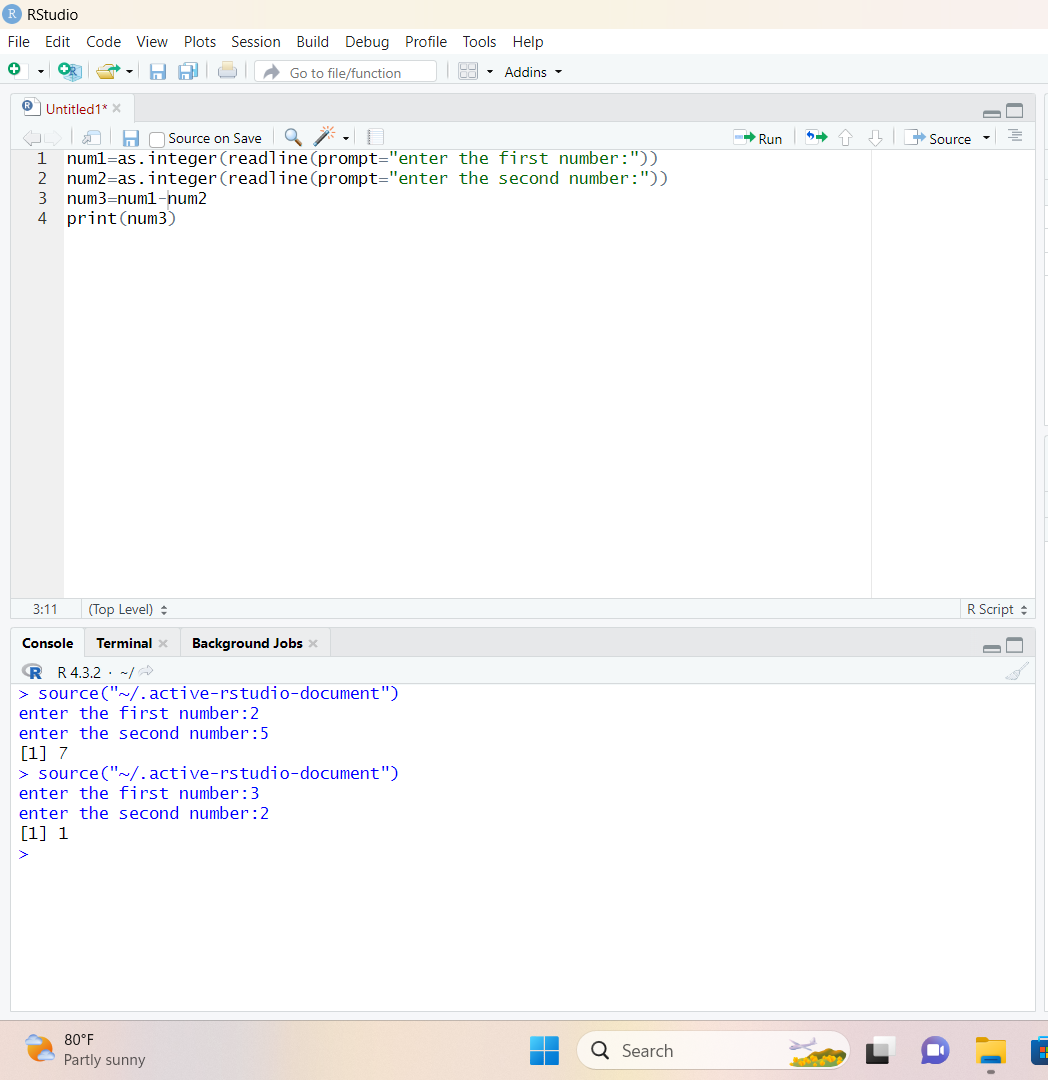 R RStudio
File Edit Code View Plots Session Build Debug Profile Tools Help
Go to file/function Addins
Untitled1*
Source on Save Run Source
1 num1=as.integer(readline(prompt="enter the first number:"))
2 num2=as.integer(readline(prompt="enter the second number:"))
3 num3=num1-num2
4 print(num3)
3:11 (Top Level) R Script
Console Terminal Background Jobs
R R 4.3.2 · ~/
> source("~/.active-rstudio-document")
enter the first number:2
enter the second number:5
[1] 7
> source("~/.active-rstudio-document")
enter the first number:3
enter the second number:2
[1] 1
>
80°F
Partly sunny
Search